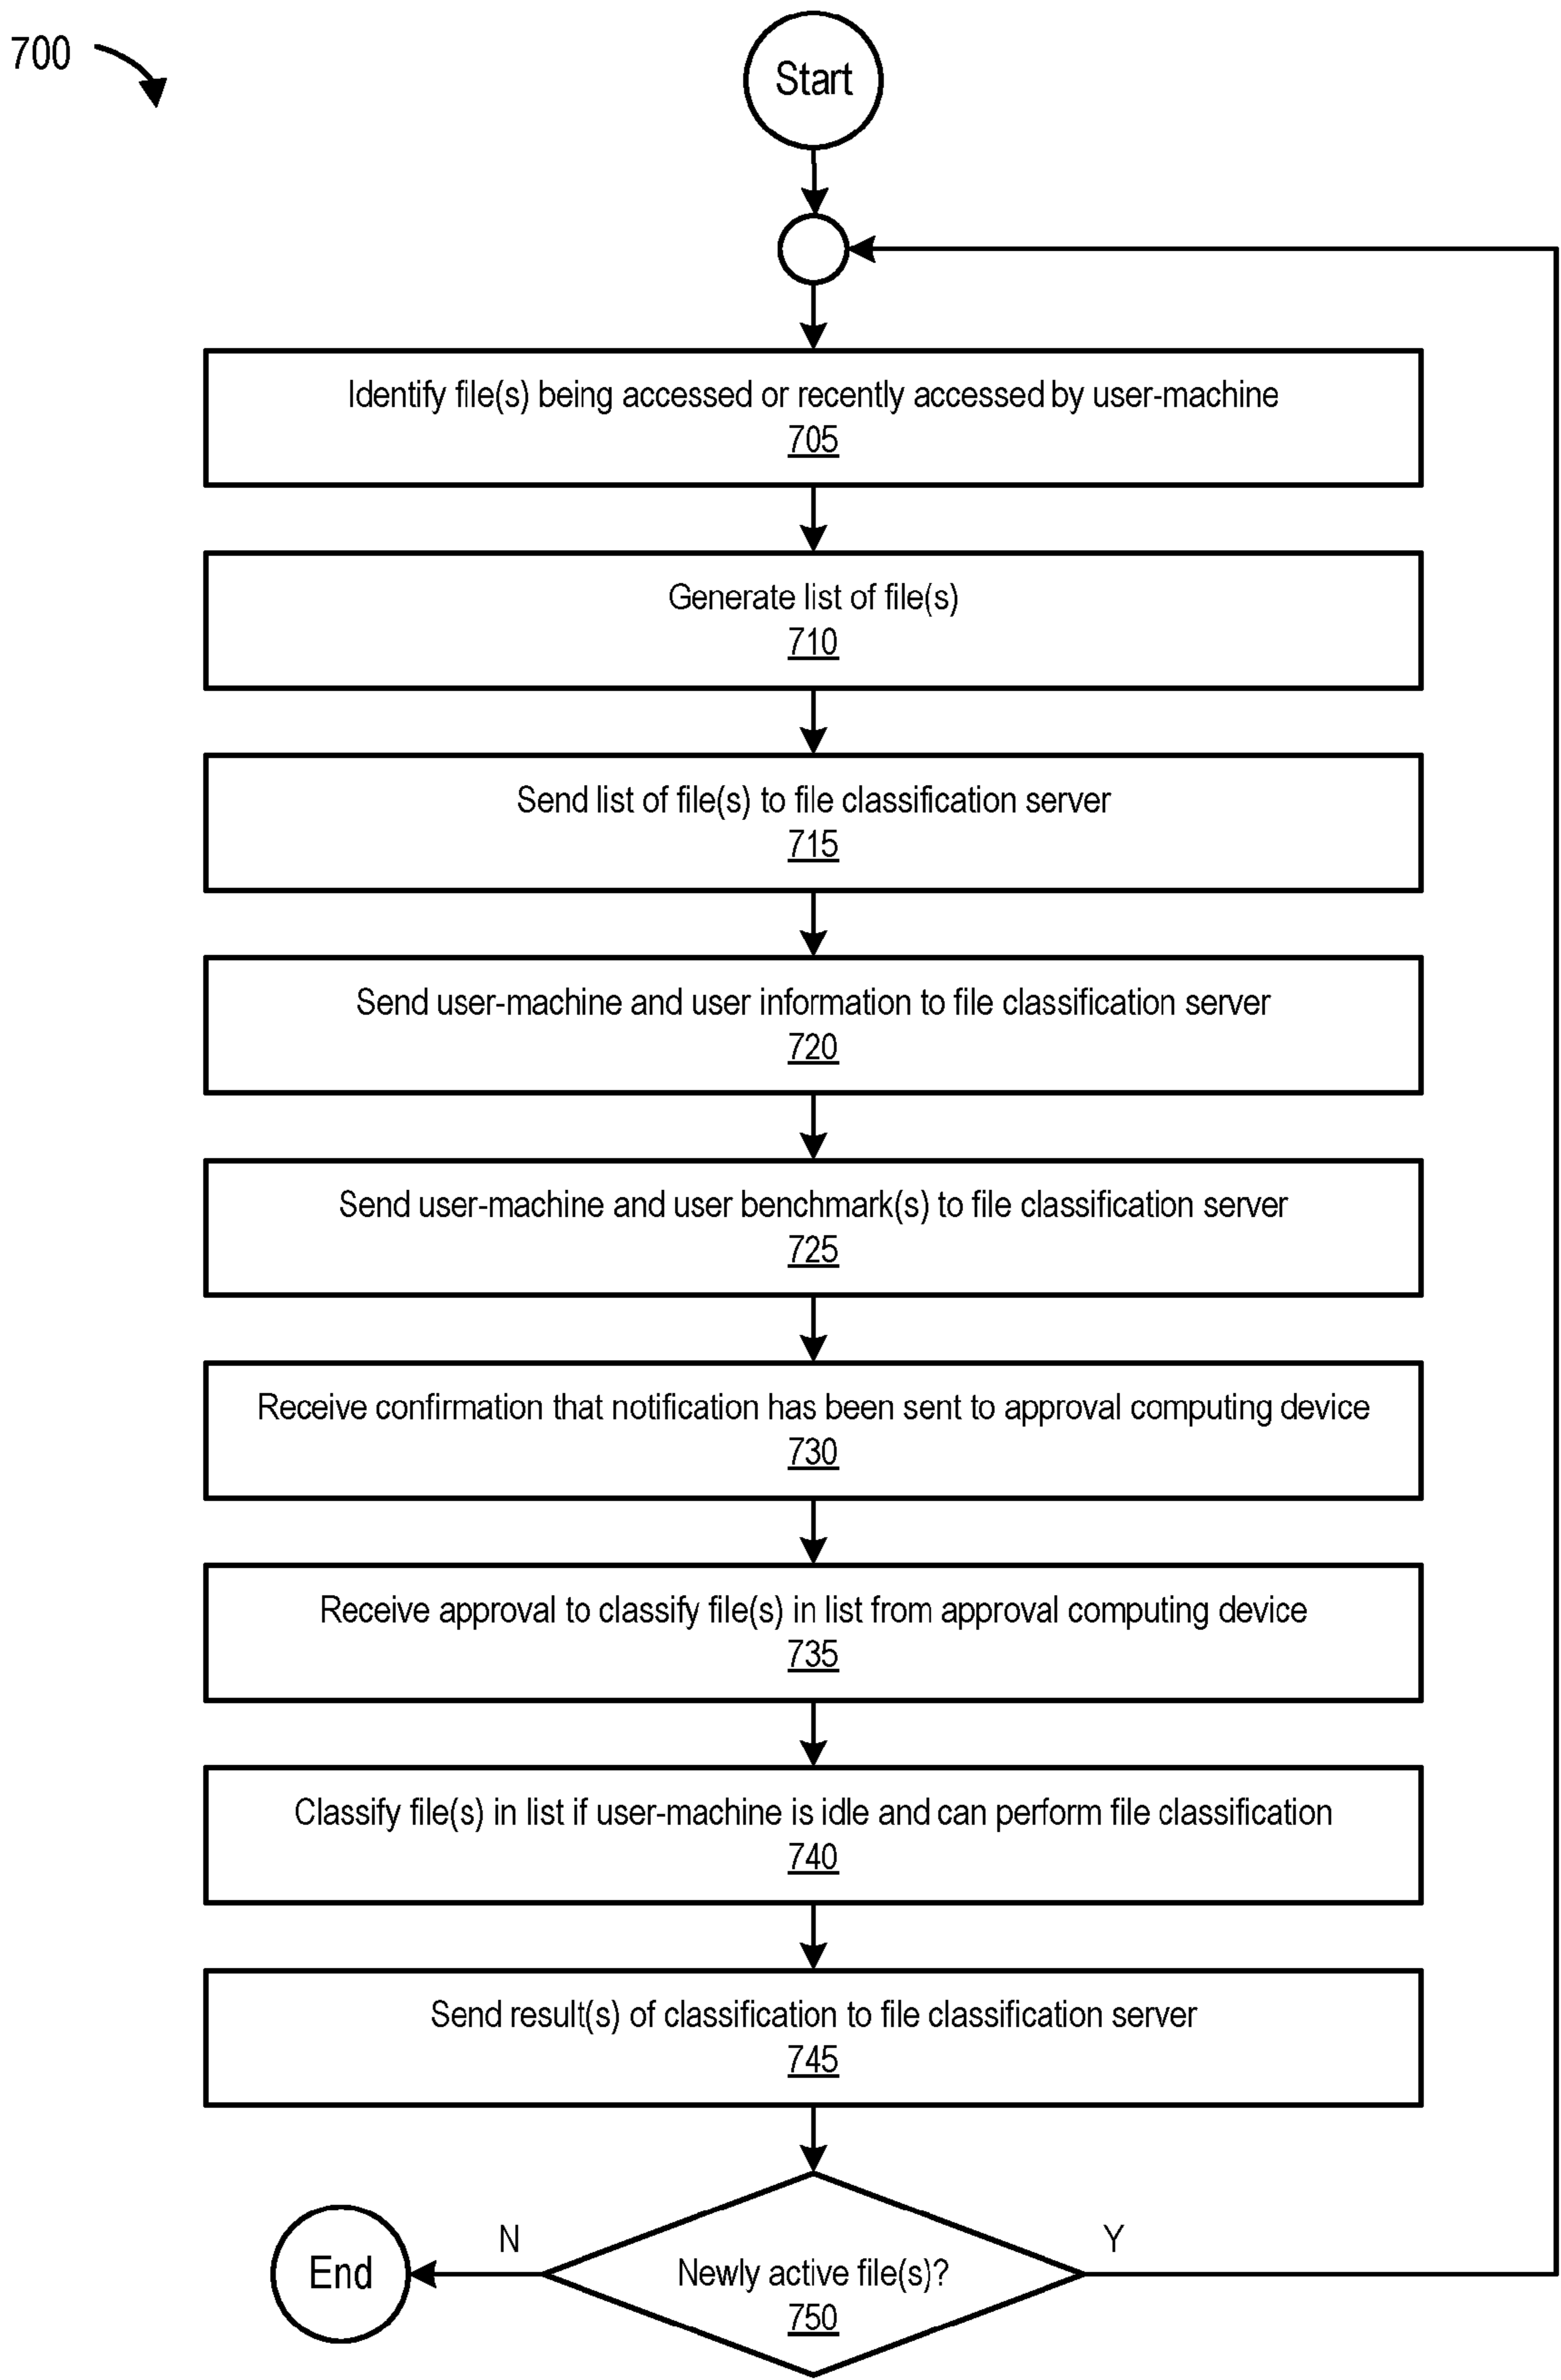 700
Start
Identify file(s) being accessed or recently accessed by user-machine
705
Generate list of file(s)
710
Send list of file(s) to file classification server
715
Send user-machine and user information to file classification server
720
Send user-machine and user benchmark(s) to file classification server
725
Receive confirmation that notification has been sent to approval computing device
730
Receive approval to classify file(s) in list from approval computing device
735
Classify file(s) in list if user-machine is idle and can perform file classification
740
Send result(s) of classification to file classification server
745
N
Y
End
Newly active file(s)?
750